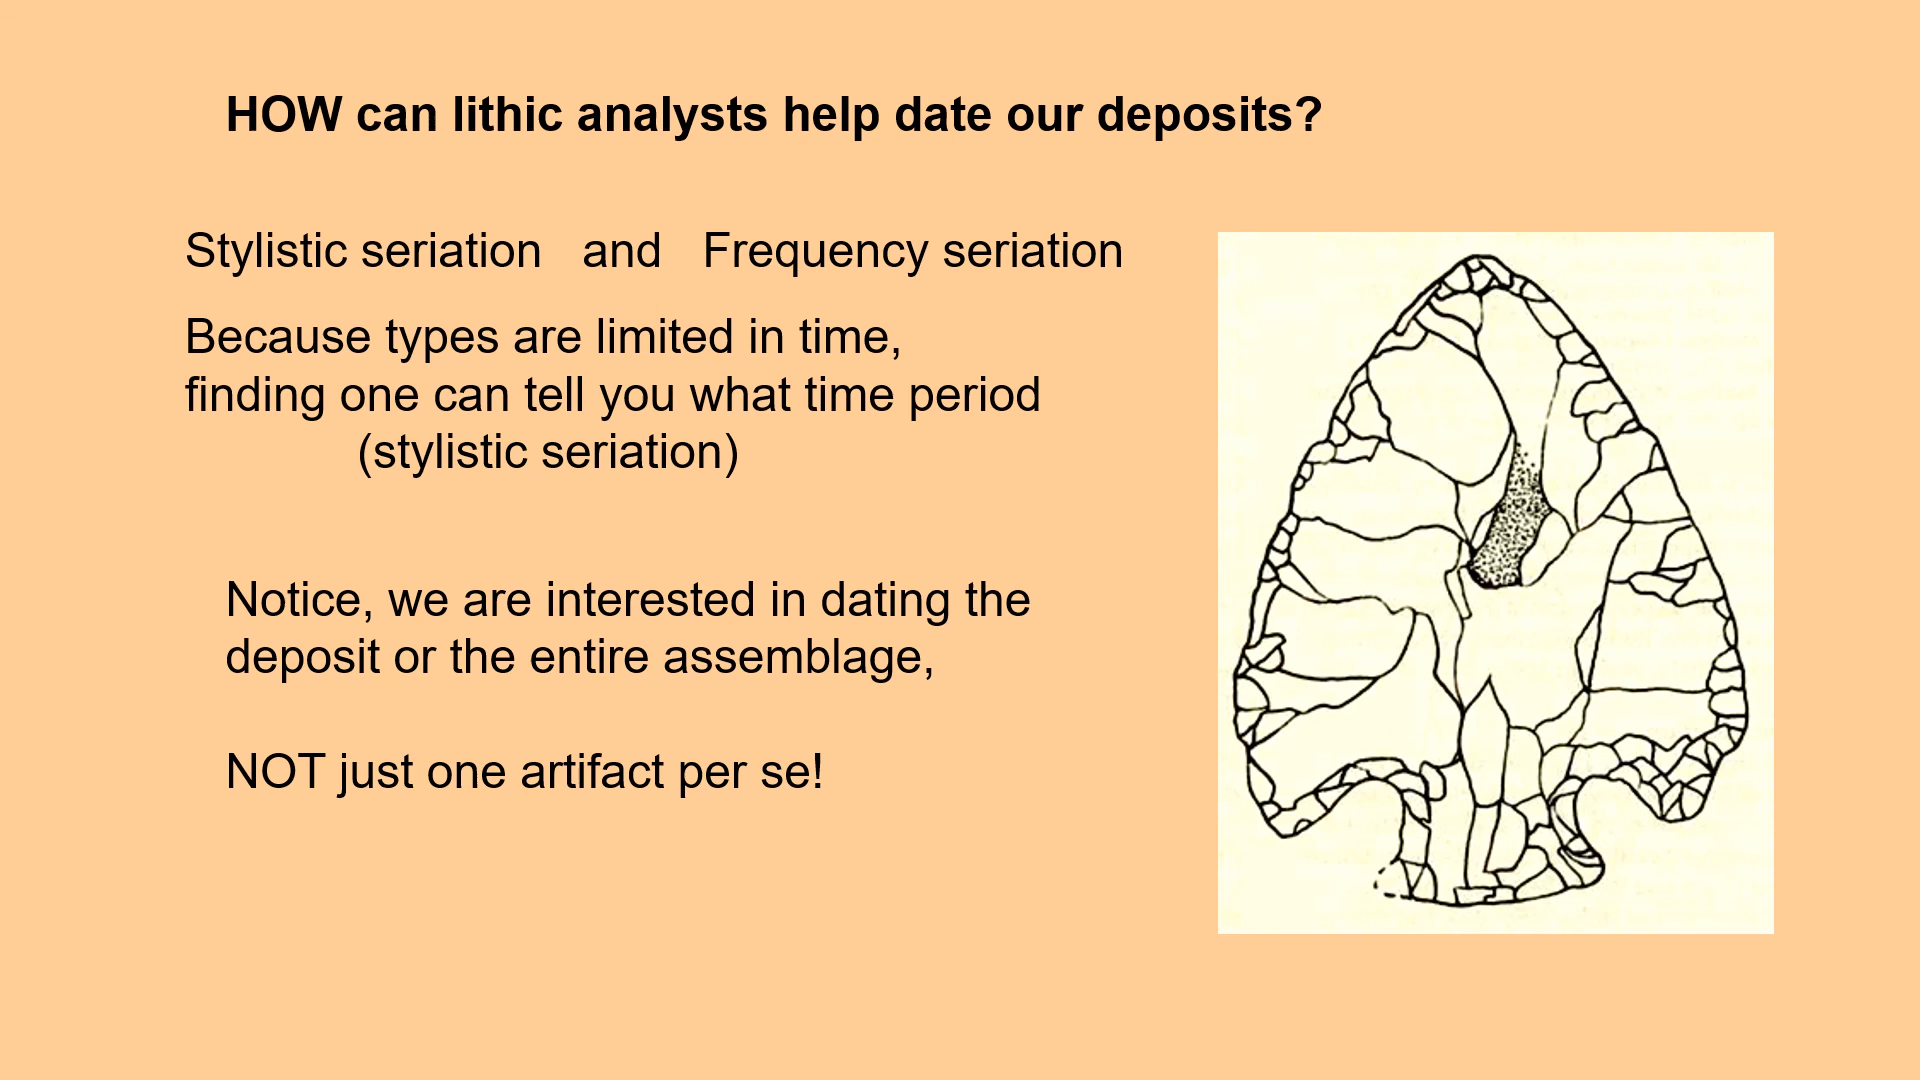 HOW can lithic analysts help date our deposits?
Stylistic seriation and Frequency seriation
Because types are limited in time,
finding one can tell you what time period
(stylistic seriation)
Notice, we are interested in dating the
deposit or the entire assemblage,
NOT just one artifact per se!